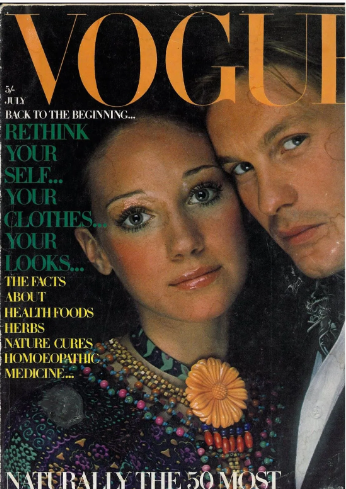 VOGUE
5/-
JULY
BACK TO THE BEGINNING...
RETHINK
YOUR
SELF...
YOUR
CLOTHES...
YOUR
LOOKS...
THE FACTS
ABOUT
HEALTH FOODS
HERBS
NATURE CURES
HOMOEOPATHIC
MEDICINE...
NATURALLY THE 50 MOST